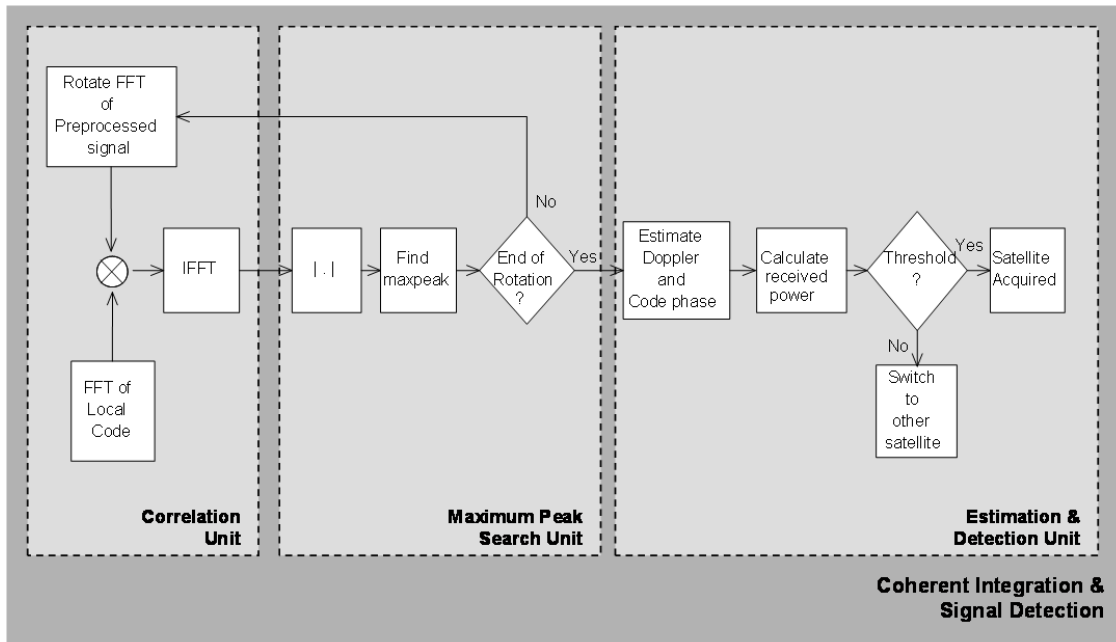 Rotate FFT
of
Preprocessed
signal
IFFT
FFT of
Local
Code
Correlation
Unit
| . |
Find
maxpeak
End of
Rotation
?
No
Yes
Maximum Peak
Search Unit
Estimate
Doppler
and
Code phase
Calculate
received
power
Threshold
?
Yes
No
Satellite
Acquired
Switch
to
other
satellite
Estimation &
Detection Unit
Coherent Integration &
Signal Detection